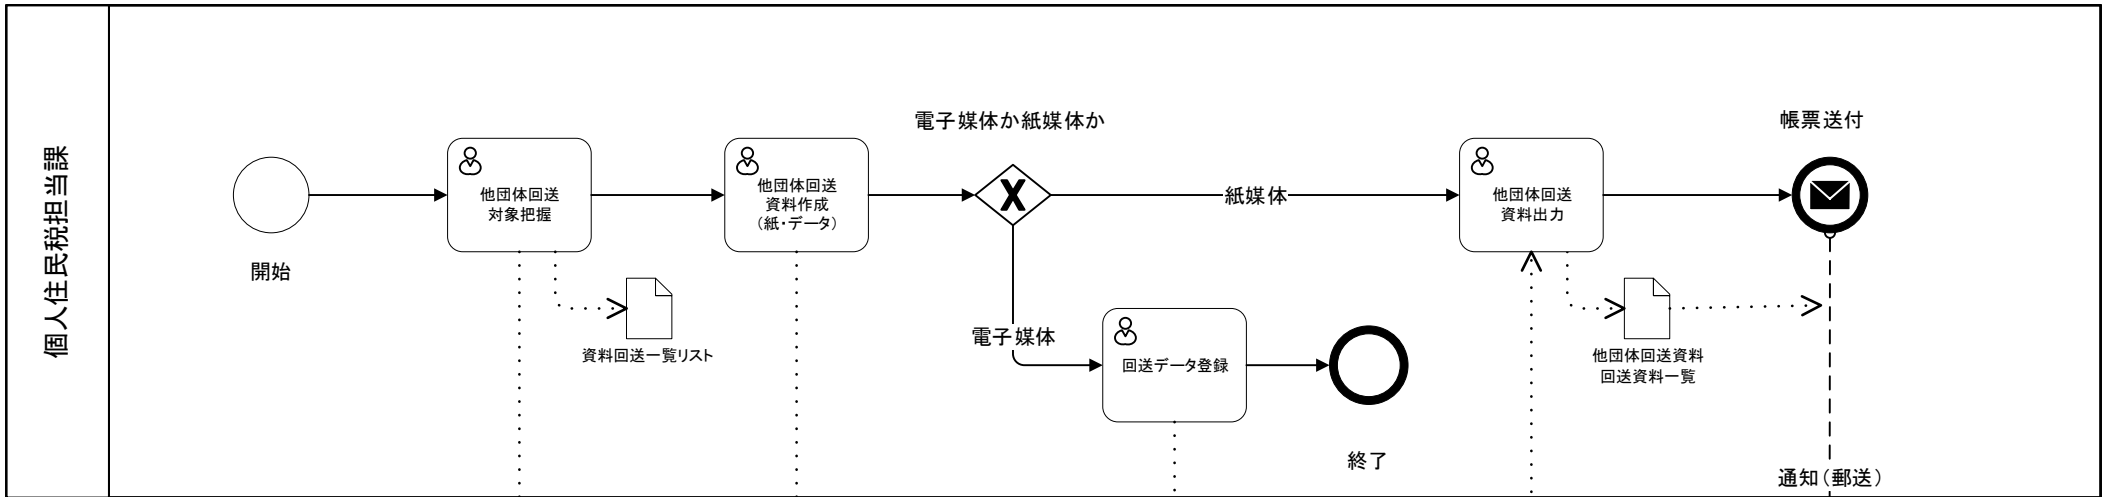 個人住民税担当課
開始
他団体回送
対象把握
資料回送一覧リスト
他団体回送
資料作成
（紙・データ）
電子媒体か紙媒体か
X
紙媒体
電子媒体
回送データ登録
終了
他団体回送
資料出力
他団体回送資料
回送資料一覧
帳票送付
通知（郵送）